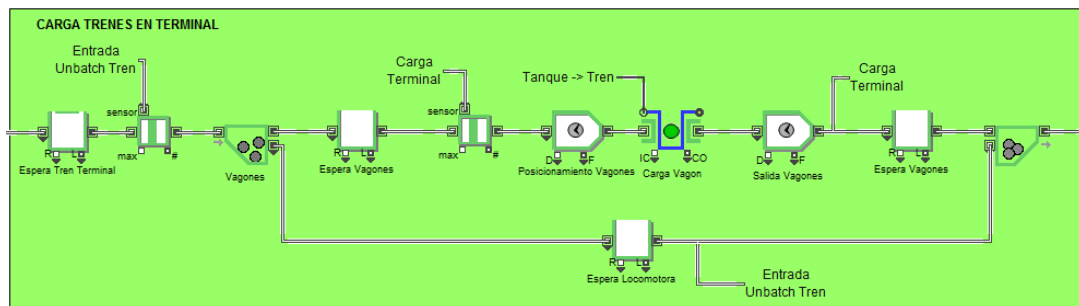 CARGA TRENES EN TERMINAL
Entrada
Unbatch Tren
Carga
Terminal
Tanque -> Tren
Carga
Terminal
sensor
sensor
R L
max #
R L
max #
D F
IC CO
D F
R L
Espera Tren Terminal
Vagones
Espera Vagones
Posicionamiento Vagones
Carga Vagon
Salida Vagones
Espera Vagones
R L
Espera Locomotora
Entrada
Unbatch Tren